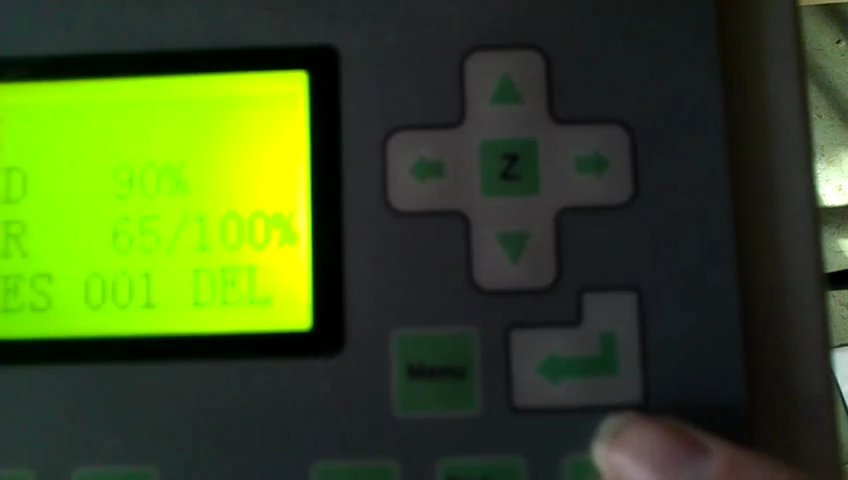 D 90%
R 65/100%
ES 001 DEL
Z
Menu